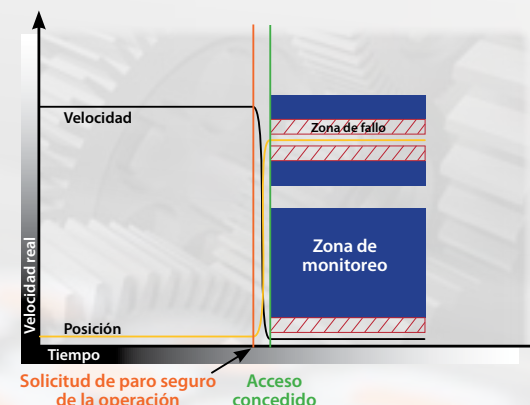 Velocidad
Zona de fallo
Zona de
monitoreo
Velocidad real
Posición
Tiempo
Solicitud de paro seguro
de la operación
Acceso
concedido